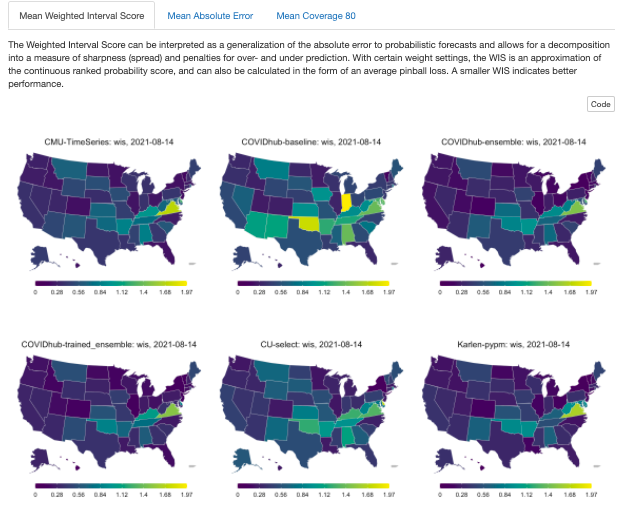 Mean Weighted Interval Score Mean Absolute Error Mean Coverage 80
The Weighted Interval Score can be interpreted as a generalization of the absolute error to probabilistic forecasts and allows for a decomposition
into a measure of sharpness (spread) and penalties for over- and under prediction. With certain weight settings, the WIS is an approximation of
the continuous ranked probability score, and can also be calculated in the form of an average pinball loss. A smaller WIS indicates better
performance.
Code
CMU-TimeSeries: wis, 2021-08-14 COVIDhub-baseline: wis, 2021-08-14 COVIDhub-ensemble: wis, 2021-08-14
0 0.28 0.56 0.84 1.12 1.4 1.68 1.97 0 0.28 0.56 0.84 1.12 1.4 1.68 1.97 0 0.28 0.56 0.84 1.12 1.4 1.68 1.97
COVIDhub-trained_ensemble: wis, 2021-08-14 CU-select: wis, 2021-08-14 Karlen-pypm: wis, 2021-08-14
0 0.28 0.56 0.84 1.12 1.4 1.68 1.97 0 0.28 0.56 0.84 1.12 1.4 1.68 1.97 0 0.28 0.56 0.84 1.12 1.4 1.68 1.97